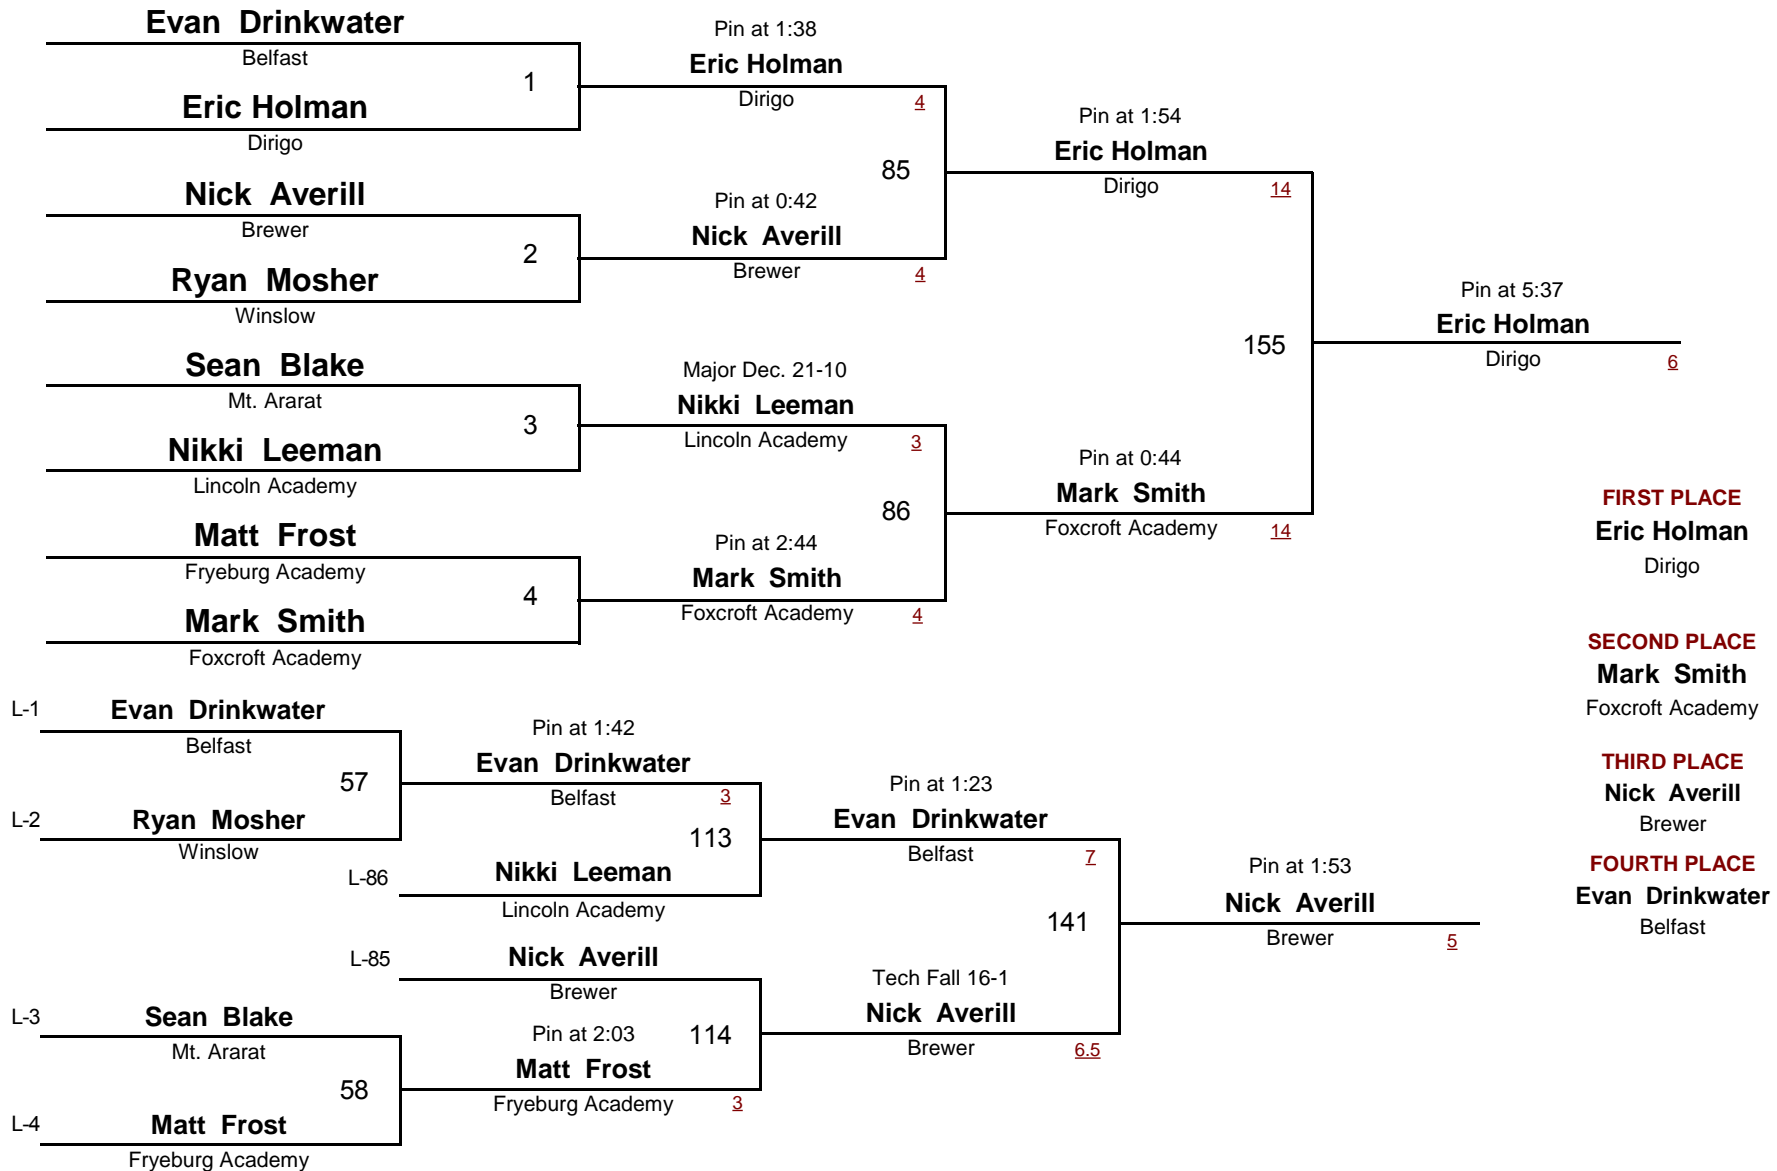 Evan Drinkwater
Belfast
1
Eric Holman
Dirigo
Nick Averill
Brewer
2
Ryan Mosher
Winslow
Sean Blake
Mt. Ararat
3
Nikki Leeman
Lincoln Academy
Matt Frost
Fryeburg Academy
4
Mark Smith
Foxcroft Academy
Pin at 1:38
Eric Holman
Dirigo 4
85
Pin at 0:42
Nick Averill
Brewer 4
Major Dec. 21-10
Nikki Leeman
Lincoln Academy 3
86
Pin at 2:44
Mark Smith
Foxcroft Academy 4
Pin at 1:54
Eric Holman
Dirigo 14
155
Pin at 0:44
Mark Smith
Foxcroft Academy 14
Pin at 5:37
Eric Holman
Dirigo 6
FIRST PLACE
Eric Holman
Dirigo
SECOND PLACE
Mark Smith
Foxcroft Academy
THIRD PLACE
Nick Averill
Brewer
FOURTH PLACE
Evan Drinkwater
Belfast
L-1 Evan Drinkwater
Belfast
57
L-2 Ryan Mosher
Winslow
L-3 Sean Blake
Mt. Ararat
58
L-4 Matt Frost
Fryeburg Academy
Pin at 1:42
Evan Drinkwater
Belfast 3
113
L-86 Nikki Leeman
Lincoln Academy
L-85 Nick Averill
Brewer
114
Pin at 2:03
Matt Frost
Fryeburg Academy 3
Pin at 1:23
Evan Drinkwater
Belfast 7
141
Tech Fall 16-1
Nick Averill
Brewer 6.5
Pin at 1:53
Nick Averill
Brewer 5